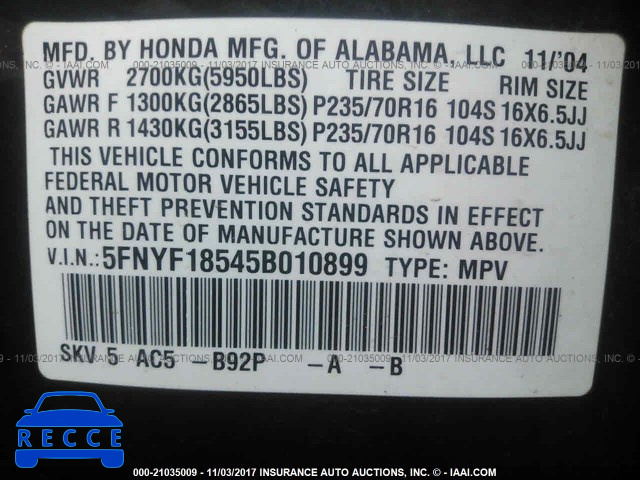 MFD. BY HONDA MFG. OF ALABAMA, LLC 11/'04
GVWR 2700KG(5950LBS) TIRE SIZE RIM SIZE
GAWR F 1300KG(2865LBS) P235/70R16 104S 16X6.5JJ
GAWR R 1430KG(3155LBS) P235/70R16 104S 16X6.5JJ
THIS VEHICLE CONFORMS TO ALL APPLICABLE
FEDERAL MOTOR VEHICLE SAFETY
AND THEFT PREVENTION STANDARDS IN EFFECT
ON THE DATE OF MANUFACTURE SHOWN ABOVE.
V.I.N.:5FNYF18545B010899 TYPE: MPV
SKV 5 AC5 -B92P -A -B
RECCE
000-21035009 - 11/03/2017 INSURANCE AUTO AUCTIONS, INC. - © IAAI.COM